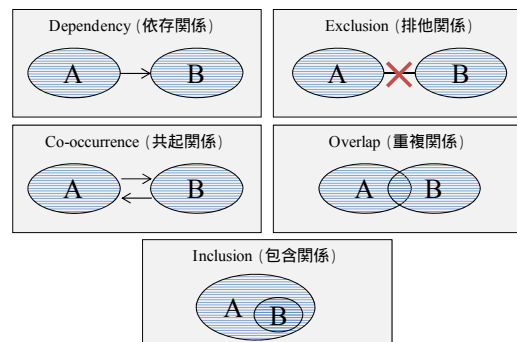 Dependency (依存関係)
A
B
Exclusion (排他関係)
A
B
Co-occurrence (共起関係)
A
B
Overlap (重複関係)
A
B
Inclusion (包含関係)
A
B